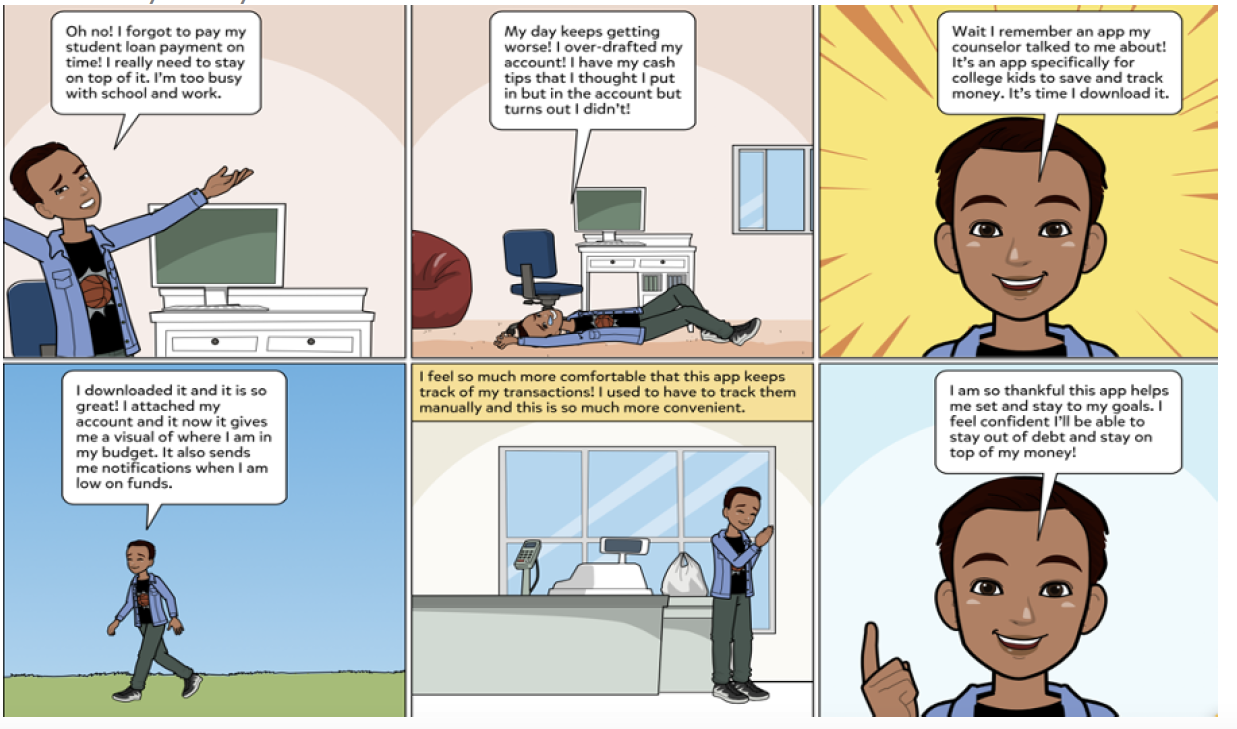 Oh no! I forgot to pay my
student loan payment on
time! I really need to stay
on top of it. I'm too busy
with school and work.
My day keeps getting
worse! I over-drafted my
account! I have my cash
tips that I thought I put
in but in the account but
turns out I didn't!
Wait I remember an app my
counselor talked to me about!
It's an app specifically for
college kids to save and track
money. It's time I download it.
I downloaded it and it is so
great! I attached my
account and it now it gives
me a visual of where I am in
my budget. It also sends
me notifications when I am
low on funds.
I feel so much more comfortable that this app keeps
track of my transactions! I used to have to track them
manually and this is so much more convenient.
I am so thankful this app helps
me set and stay to my goals. I
feel confident I'll be able to
stay out of debt and stay on
top of my money!